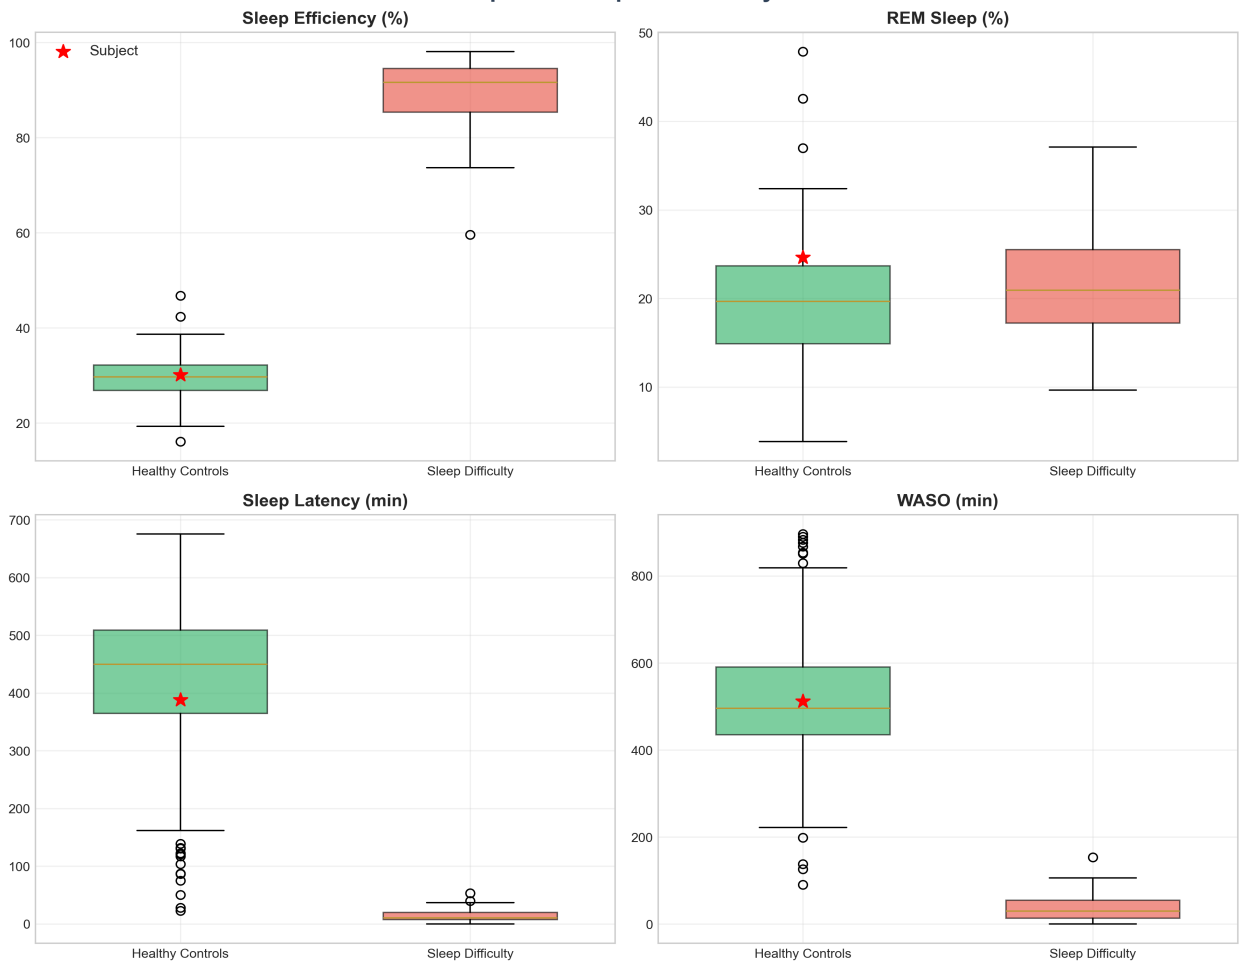 Sleep Efficiency (%)
100
80
60
40
20
Subject
Healthy Controls
Sleep Difficulty
REM Sleep (%)
50
40
30
20
10
Healthy Controls
Sleep Difficulty
Sleep Latency (min)
700
600
500
400
300
200
100
0
Healthy Controls
Sleep Difficulty
WASO (min)
800
600
400
200
0
Healthy Controls
Sleep Difficulty